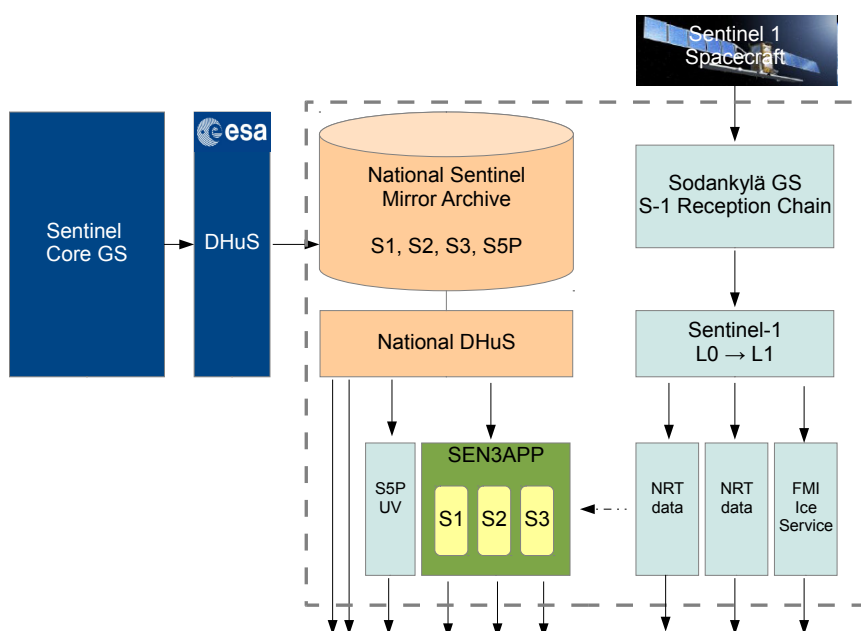 Sentinel 1
Spacecraft
esa
Sentinel
Core GS
DHuS
National Sentinel
Mirror Archive
S1, S2, S3, S5P
Sodankylä GS
S-1 Reception Chain
National DHuS
Sentinel-1
L0 → L1
S5P
UV
SEN3APP
S1
S2
S3
NRT
data
NRT
data
FMI
Ice
Service